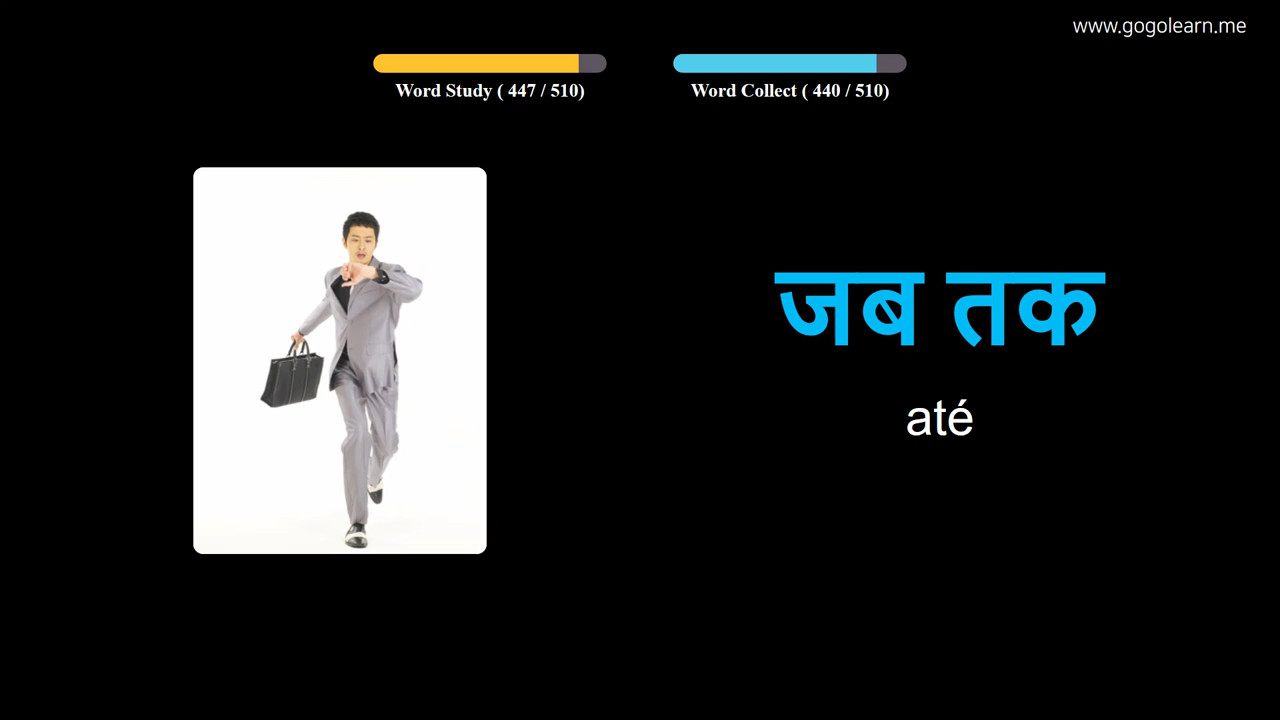 www.gogolearn.me
Word Study ( 447 / 510)
Word Collect ( 440 / 510)
जब तक
até